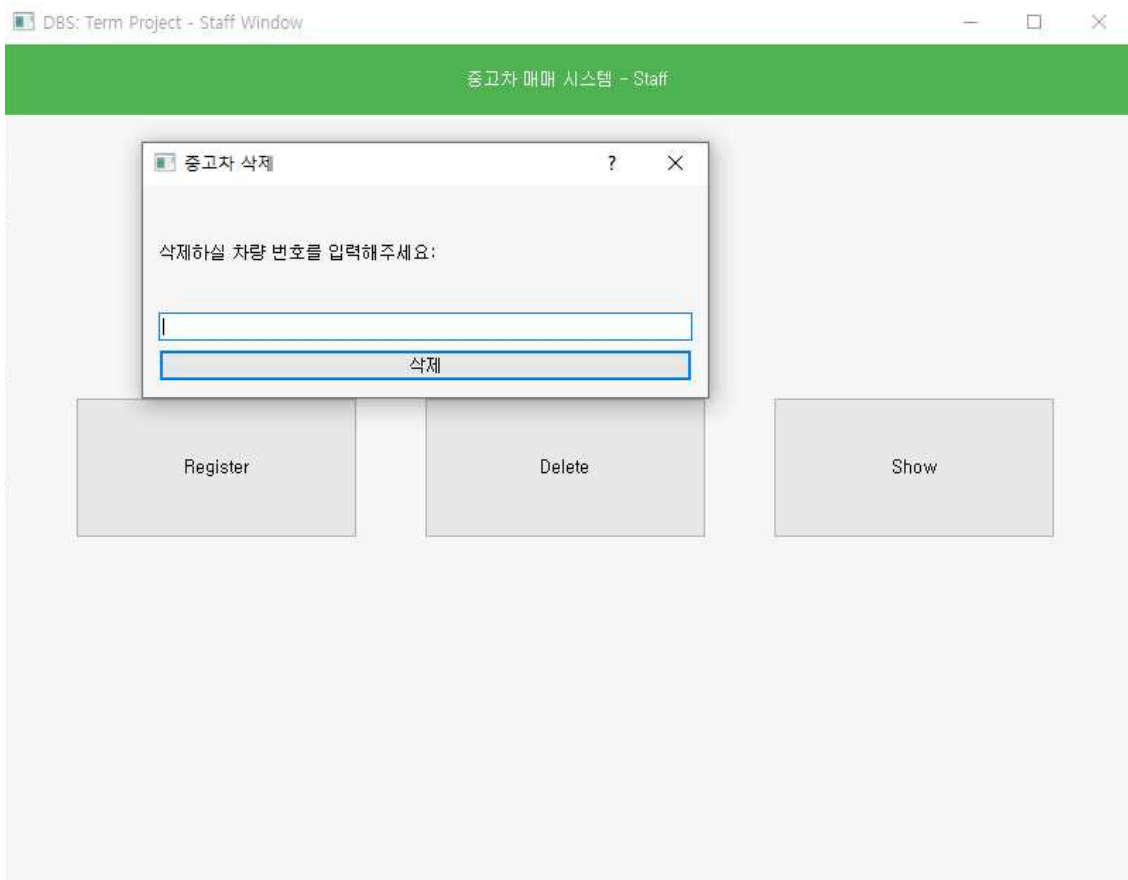 DBS: Term Project - Staff Window
중고차 매매 시스템 - Staff
중고차 삭제
?
삭제하실 차량 번호를 입력해주세요:
삭제
Register
Delete
Show